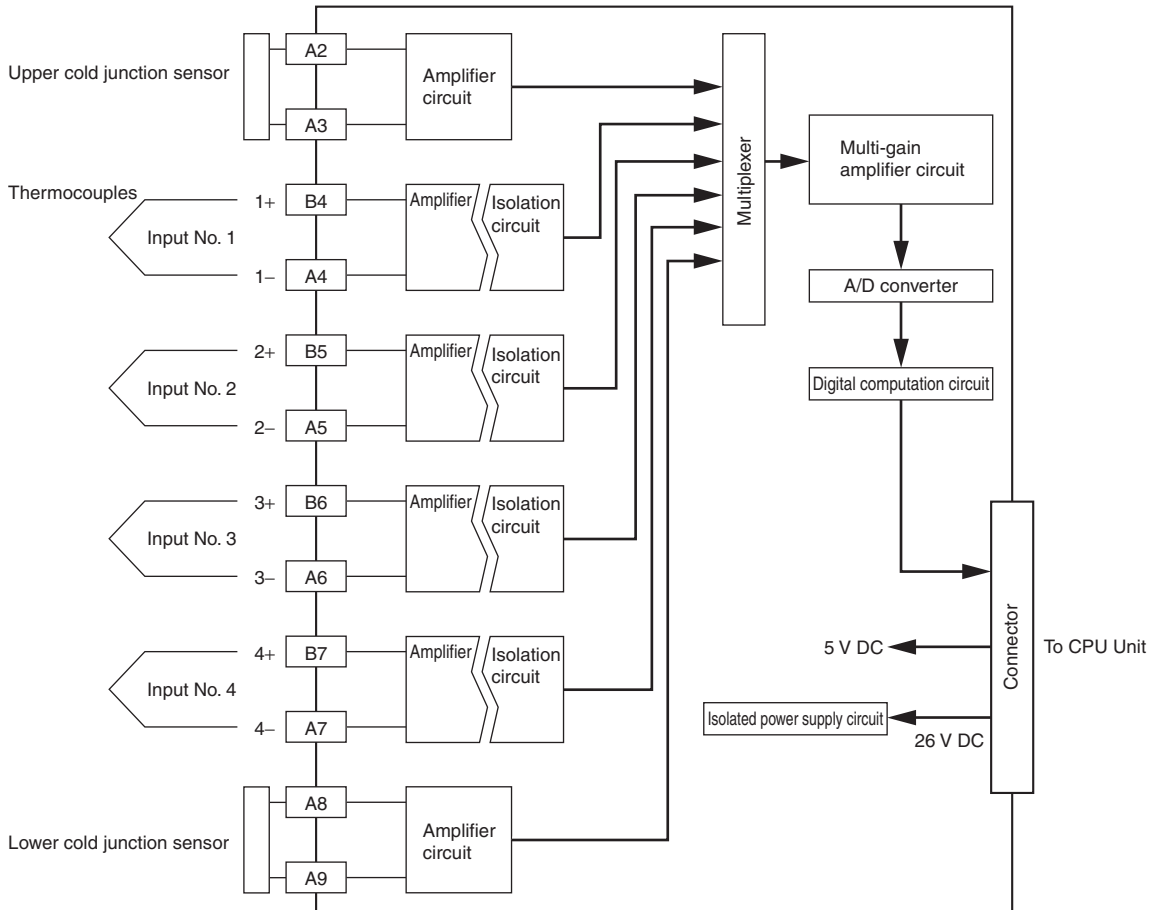 Upper cold junction sensor
A2
A3
Amplifier
circuit
Thermocouples
1+
B4
Input No. 1
1−
A4
Amplifier
Isolation
circuit
2+
B5
Input No. 2
2−
A5
Amplifier
Isolation
circuit
3+
B6
Input No. 3
3−
A6
Amplifier
Isolation
circuit
4+
B7
Input No. 4
4−
A7
Amplifier
Isolation
circuit
Lower cold junction sensor
A8
A9
Amplifier
circuit
Multiplexer
Multi-gain
amplifier circuit
A/D converter
Digital computation circuit
Connector
To CPU Unit
5 V DC
Isolated power supply circuit
26 V DC